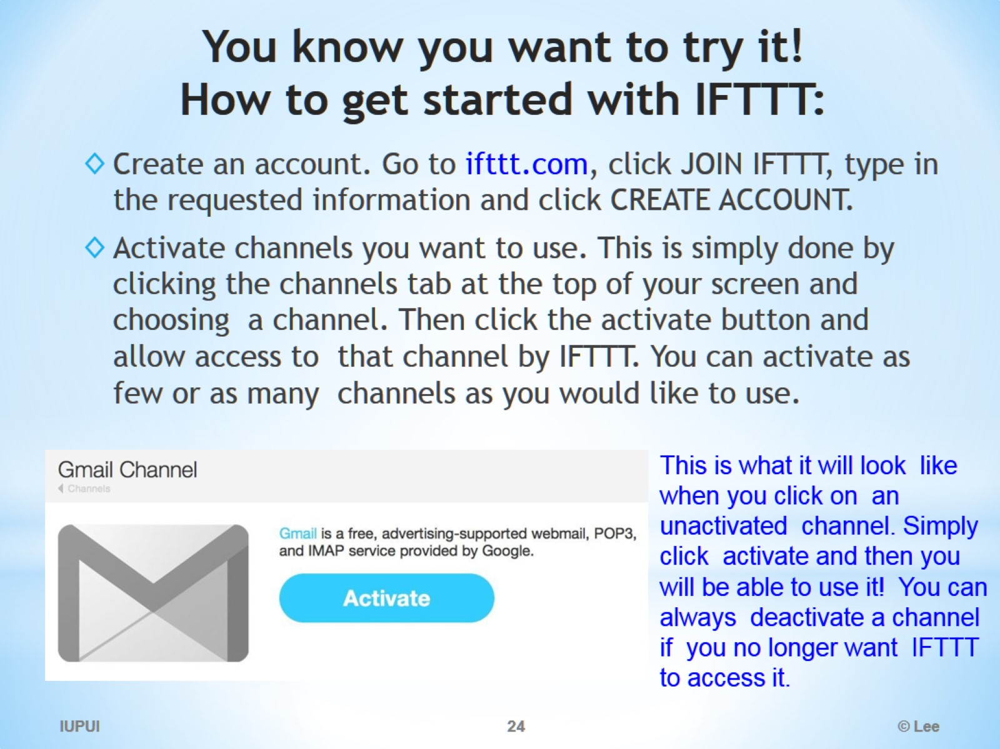 You know you want to try it!
How to get started with IFTTT:
Create an account. Go to ifttt.com, click JOIN IFTTT, type in
the requested information and click CREATE ACCOUNT.
Activate channels you want to use. This is simply done by
clicking the channels tab at the top of your screen and
choosing a channel. Then click the activate button and
allow access to that channel by IFTTT. You can activate as
few or as many channels as you would like to use.
Gmail Channel
Channels
Gmail is a free, advertising-supported webmail, POP3,
and IMAP service provided by Google.
Activate
This is what it will look like
when you click on an
unactivated channel. Simply
click activate and then you
will be able to use it! You can
always deactivate a channel
if you no longer want IFTTT
to access it.
IUPUI
24
© Lee